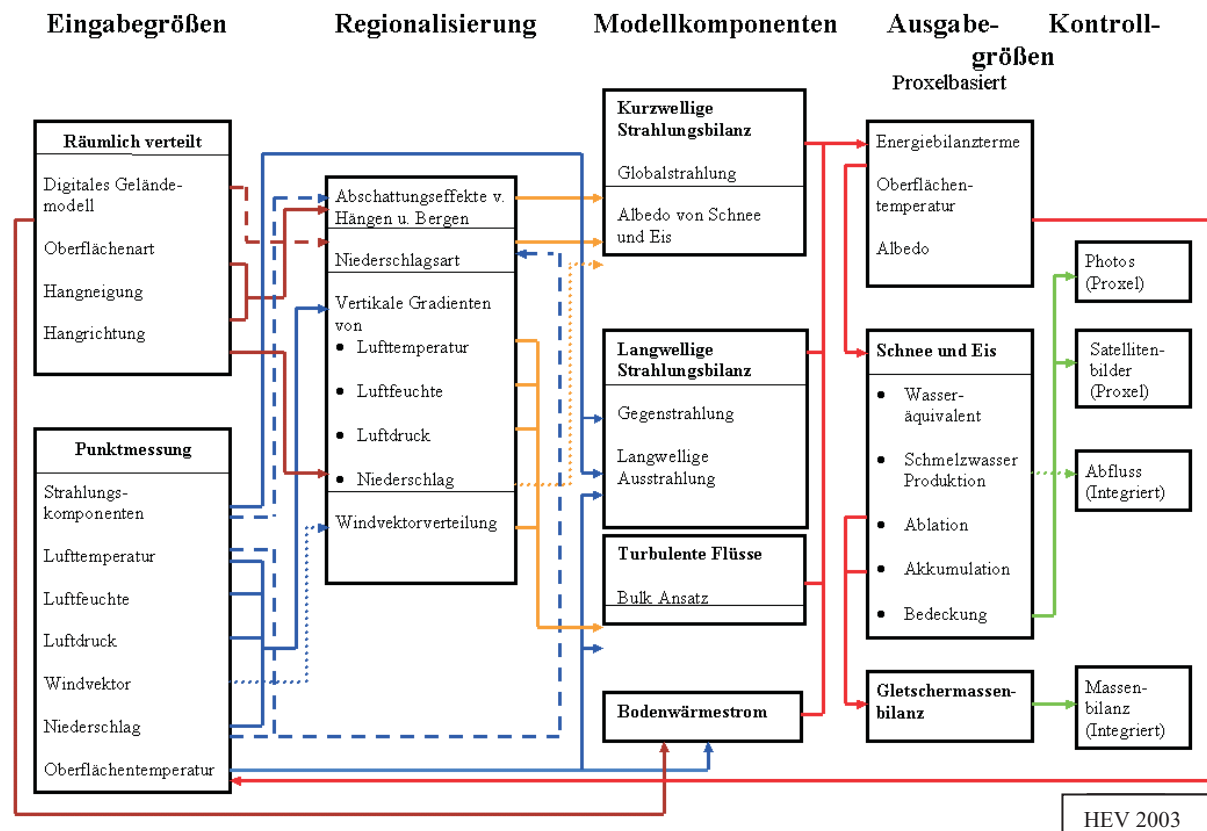 Eingabegrößen
Regionalisierung
Modellkomponenten
Ausgabe-
größen
Kontroll-
Proxelbasiert
Räumlich verteilt
Digitales Gelände-
modell
Oberflächenart
Hangneigung
Hangrichtung
Punktmessung
Strahlungs-
komponenten
Lufttemperatur
Luftfeuchte
Luftdruck
Windvektor
Niederschlag
Oberflächentemperatur
Abschattungseffekte v.
Hängen u. Bergen
Niederschlagsart
Vertikale Gradienten
von
• Lufttemperatur
• Luftfeuchte
• Luftdruck
• Niederschlag
Windvektorverteilung
Kurzwellige
Strahlungsbilanz
Globalstrahlung
Albedo von Schnee
und Eis
Langwellige
Strahlungsbilanz
Gegenstrahlung
Langwellige
Ausstrahlung
Turbulente Flüsse
Bulk Ansatz
Bodenwärmestrom
Energiebilanzterme
Oberflächen-
temperatur
Albedo
Schnee und Eis
• Wasser-
äquivalent
• Schmelzwasser
Produktion
• Ablation
• Akkumulation
• Bedeckung
Gletschermassen-
bilanz
Photos
(Proxel)
Satelliten-
bilder
(Proxel)
Abfluss
(Integriert)
Massen-
bilanz
(Integriert)
HEV 2003